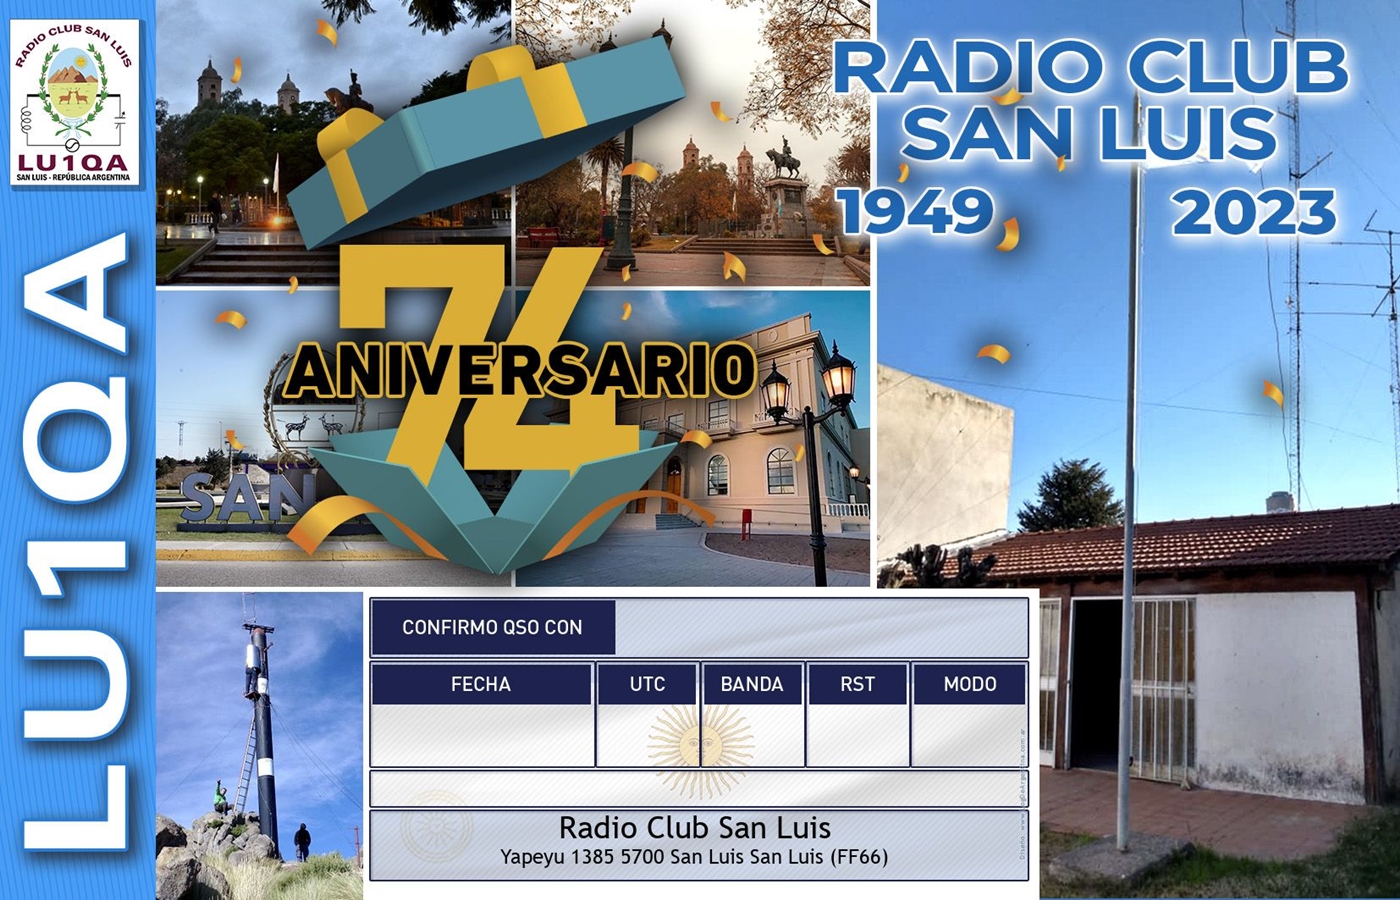 RADIO CLUB SAN LUIS
LU1QA
SAN LUIS - REPÚBLICA ARGENTINA
LU1QA
RADIO CLUB
SAN LUIS
1949 2023
74
ANIVERSARIO
SAN
CONFIRMO QSO CON
FECHA UTC BANDA RST MODO
Radio Club San Luis
Yapeyu 1385 5700 San Luis San Luis (FF66)